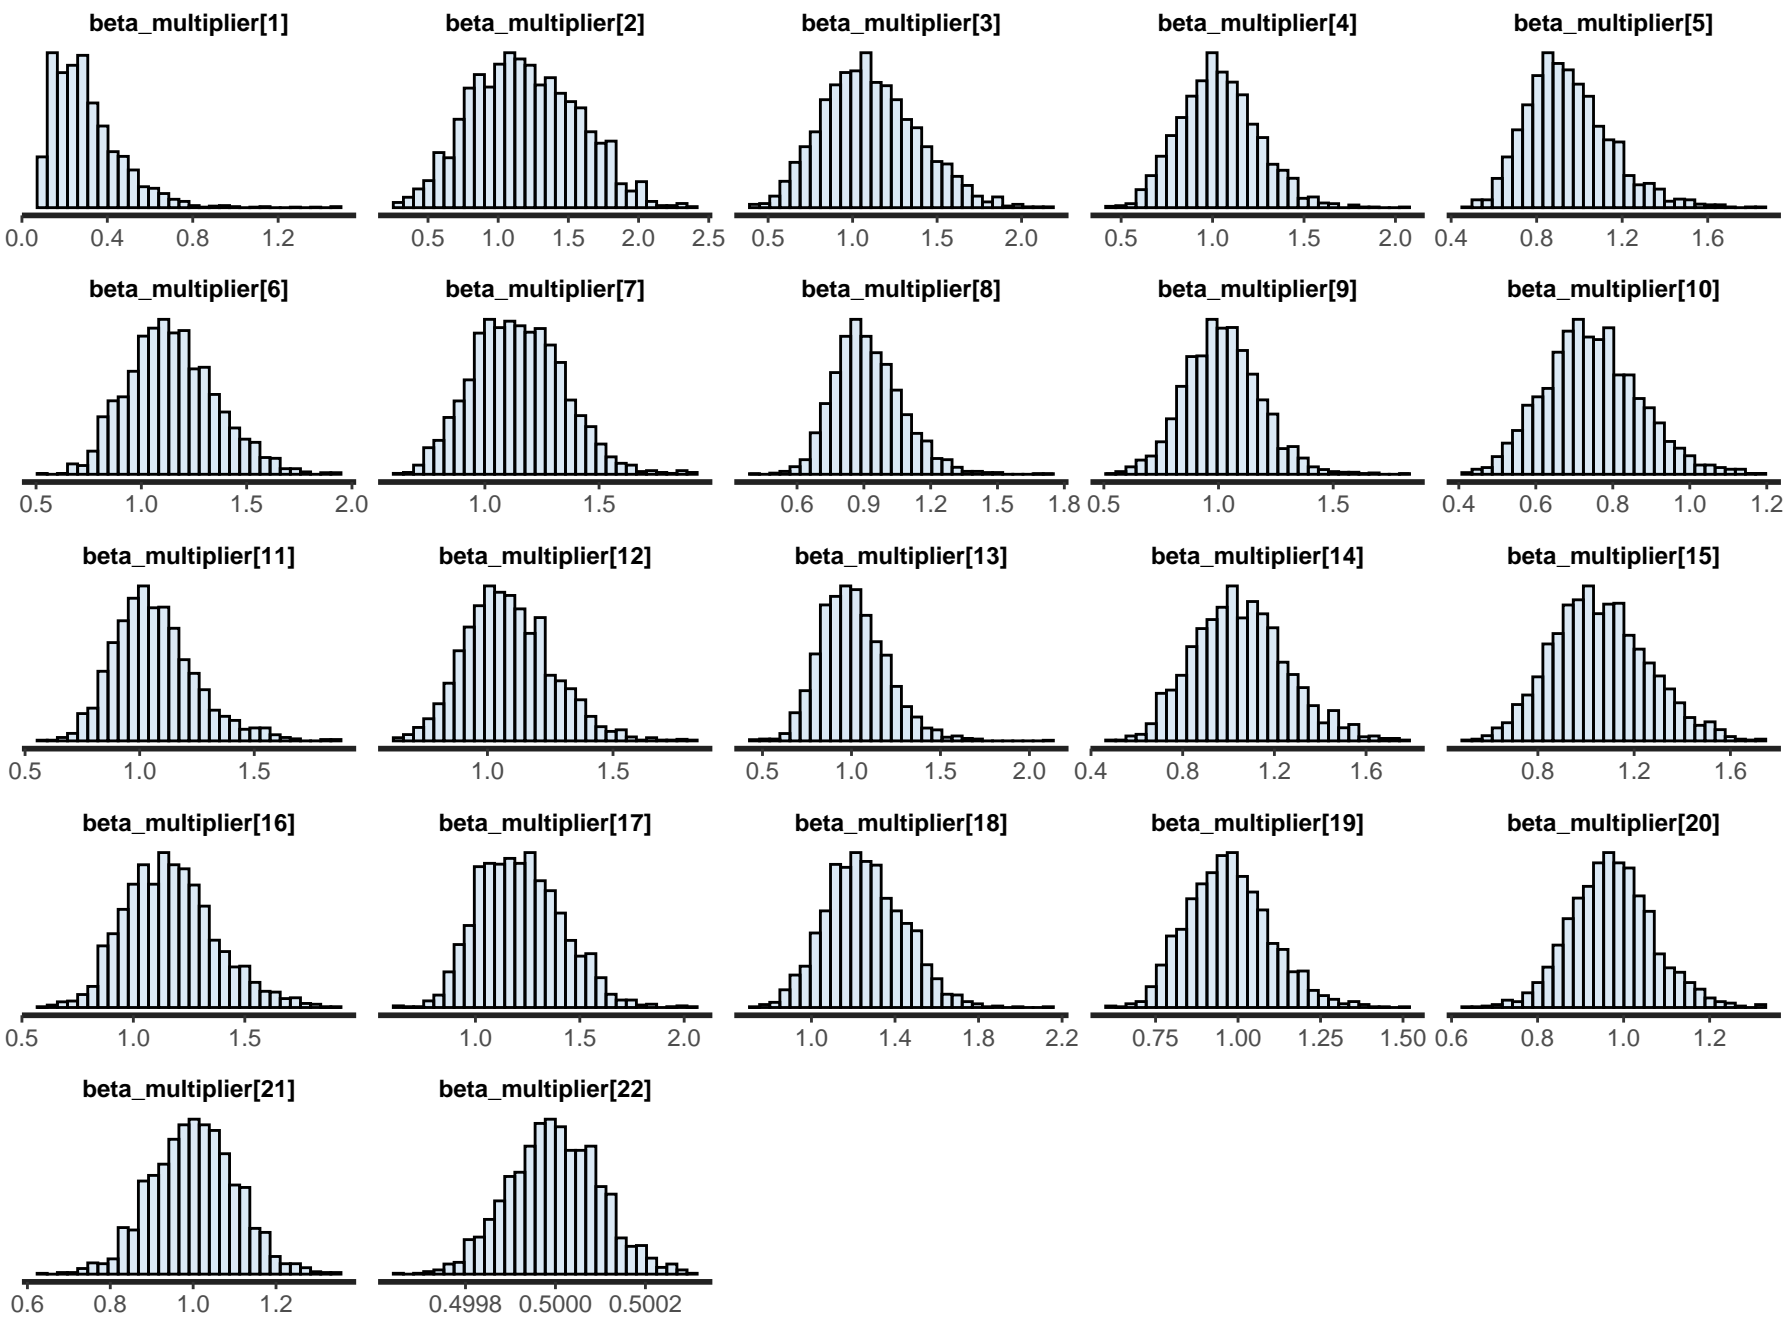 beta_multiplier[1] beta_multiplier[2] beta_multiplier[3] beta_multiplier[4] beta_multiplier[5]
0.0 0.4 0.8 1.2 0.5 1.0 1.5 2.0 2.5 0.5 1.0 1.5 2.0 0.5 1.0 1.5 2.0 0.4 0.8 1.2 1.6
beta_multiplier[6] beta_multiplier[7] beta_multiplier[8] beta_multiplier[9] beta_multiplier[10]
0.5 1.0 1.5 2.0 1.0 1.5 0.6 0.9 1.2 1.5 1.8 0.5 1.0 1.5 0.4 0.6 0.8 1.0 1.2
beta_multiplier[11] beta_multiplier[12] beta_multiplier[13] beta_multiplier[14] beta_multiplier[15]
0.5 1.0 1.5 1.0 1.5 0.5 1.0 1.5 2.0 0.4 0.8 1.2 1.6 0.8 1.2 1.6
beta_multiplier[16] beta_multiplier[17] beta_multiplier[18] beta_multiplier[19] beta_multiplier[20]
0.5 1.0 1.5 1.0 1.5 2.0 1.0 1.4 1.8 2.2 0.75 1.00 1.25 1.50 0.6 0.8 1.0 1.2
beta_multiplier[21] beta_multiplier[22]
0.6 0.8 1.0 1.2 0.4998 0.5000 0.5002